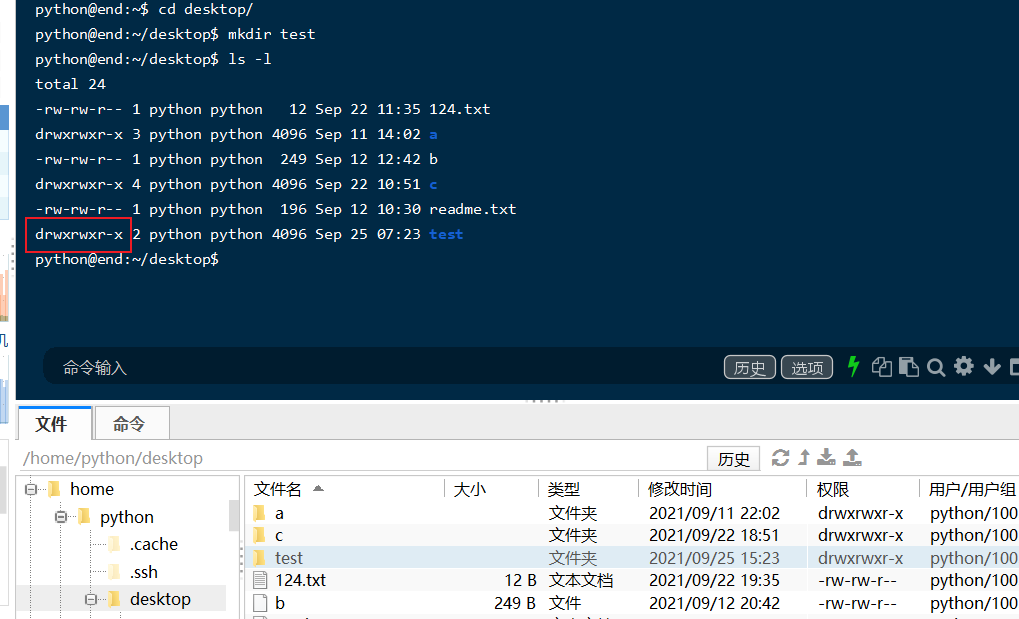 python@end:~$ cd desktop/
python@end:~/desktop$ mkdir test
python@end:~/desktop$ ls -l
total 24
-rw-rw-r-- 1 python python   12 Sep 22 11:35 124.txt
drwxrwxr-x 3 python python 4096 Sep 11 14:02 a
-rw-rw-r-- 1 python python  249 Sep 12 12:42 b
drwxrwxr-x 4 python python 4096 Sep 22 10:51 c
-rw-rw-r-- 1 python python  196 Sep 12 10:30 readme.txt
drwxrwxr-x 2 python python 4096 Sep 25 07:23 test
python@end:~/desktop$
命令输入 历史 选项
文件 命令
/home/python/desktop 历史
home
python
.cache
.ssh
desktop
文件名 大小 类型 修改时间 权限 用户/用户组
a 文件夹 2021/09/11 22:02 drwxrwxr-x python/100
c 文件夹 2021/09/22 18:51 drwxrwxr-x python/100
test 文件夹 2021/09/25 15:23 drwxrwxr-x python/100
124.txt 12 B 文本文档 2021/09/22 19:35 -rw-rw-r-- python/100
b 249 B 文件 2021/09/12 20:42 -rw-rw-r-- python/100